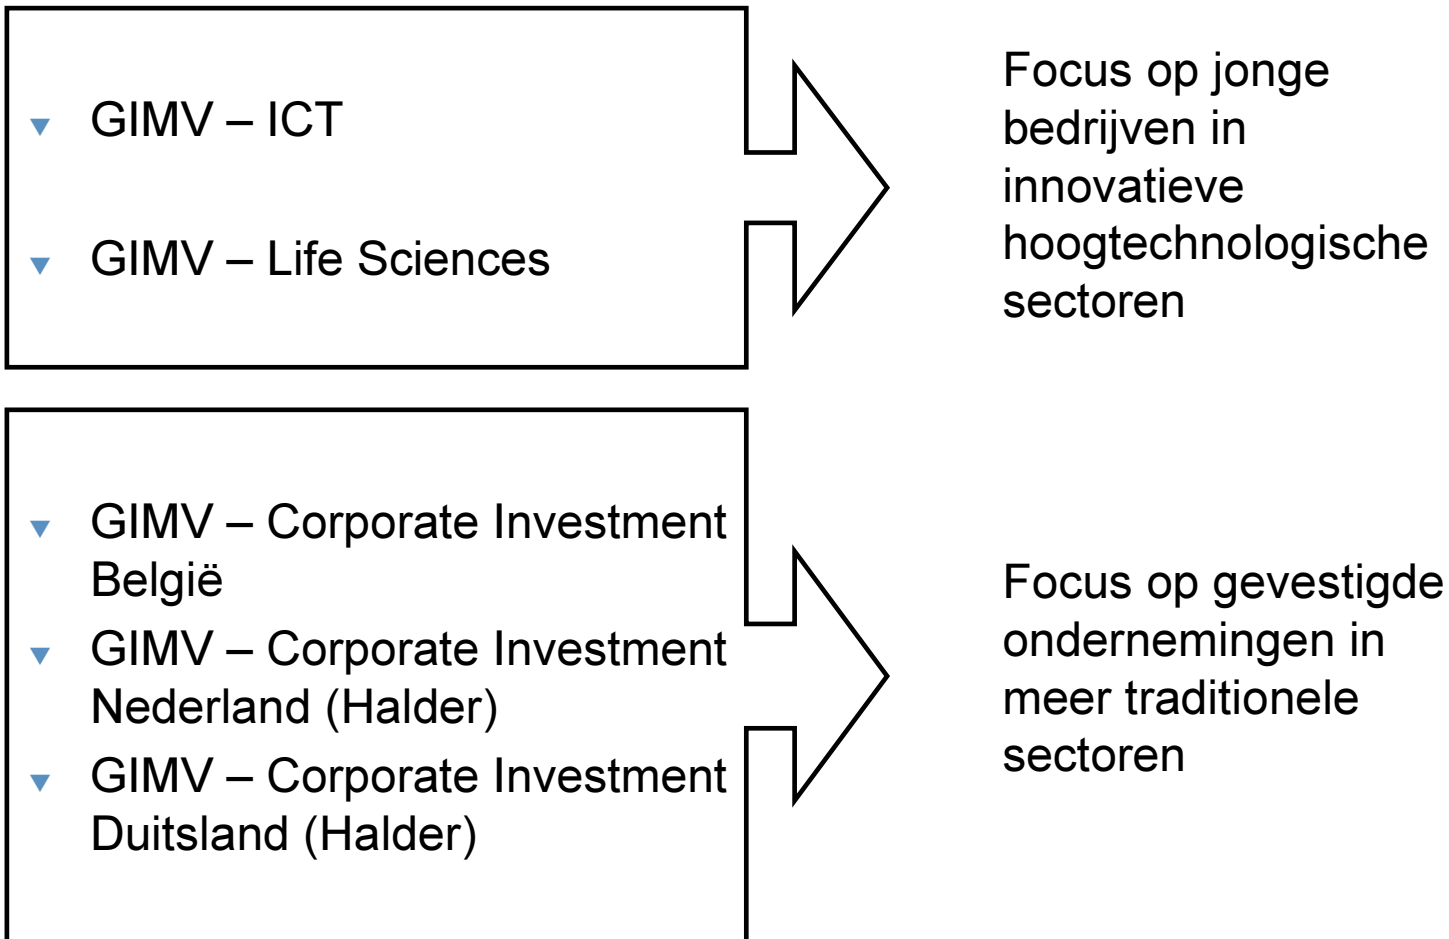 GIMV – ICT
GIMV – Life Sciences
Focus op jonge
bedrijven in
innovatieve
hoogtechnologische
sectoren
GIMV – Corporate Investment
België
GIMV – Corporate Investment
Nederland (Halder)
GIMV – Corporate Investment
Duitsland (Halder)
Focus op gevestigde
ondernemingen in
meer traditionele
sectoren